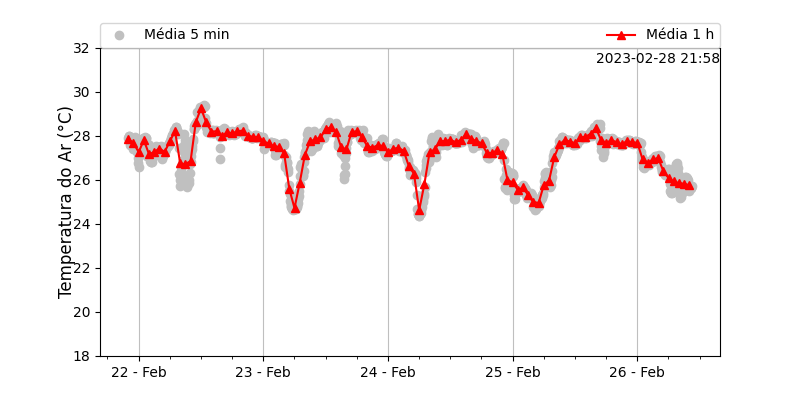 Média 5 min
Média 1 h
2023-02-28 21:58
Temperatura do Ar (°C)
32
30
28
26
24
22
20
18
22 - Feb
23 - Feb
24 - Feb
25 - Feb
26 - Feb